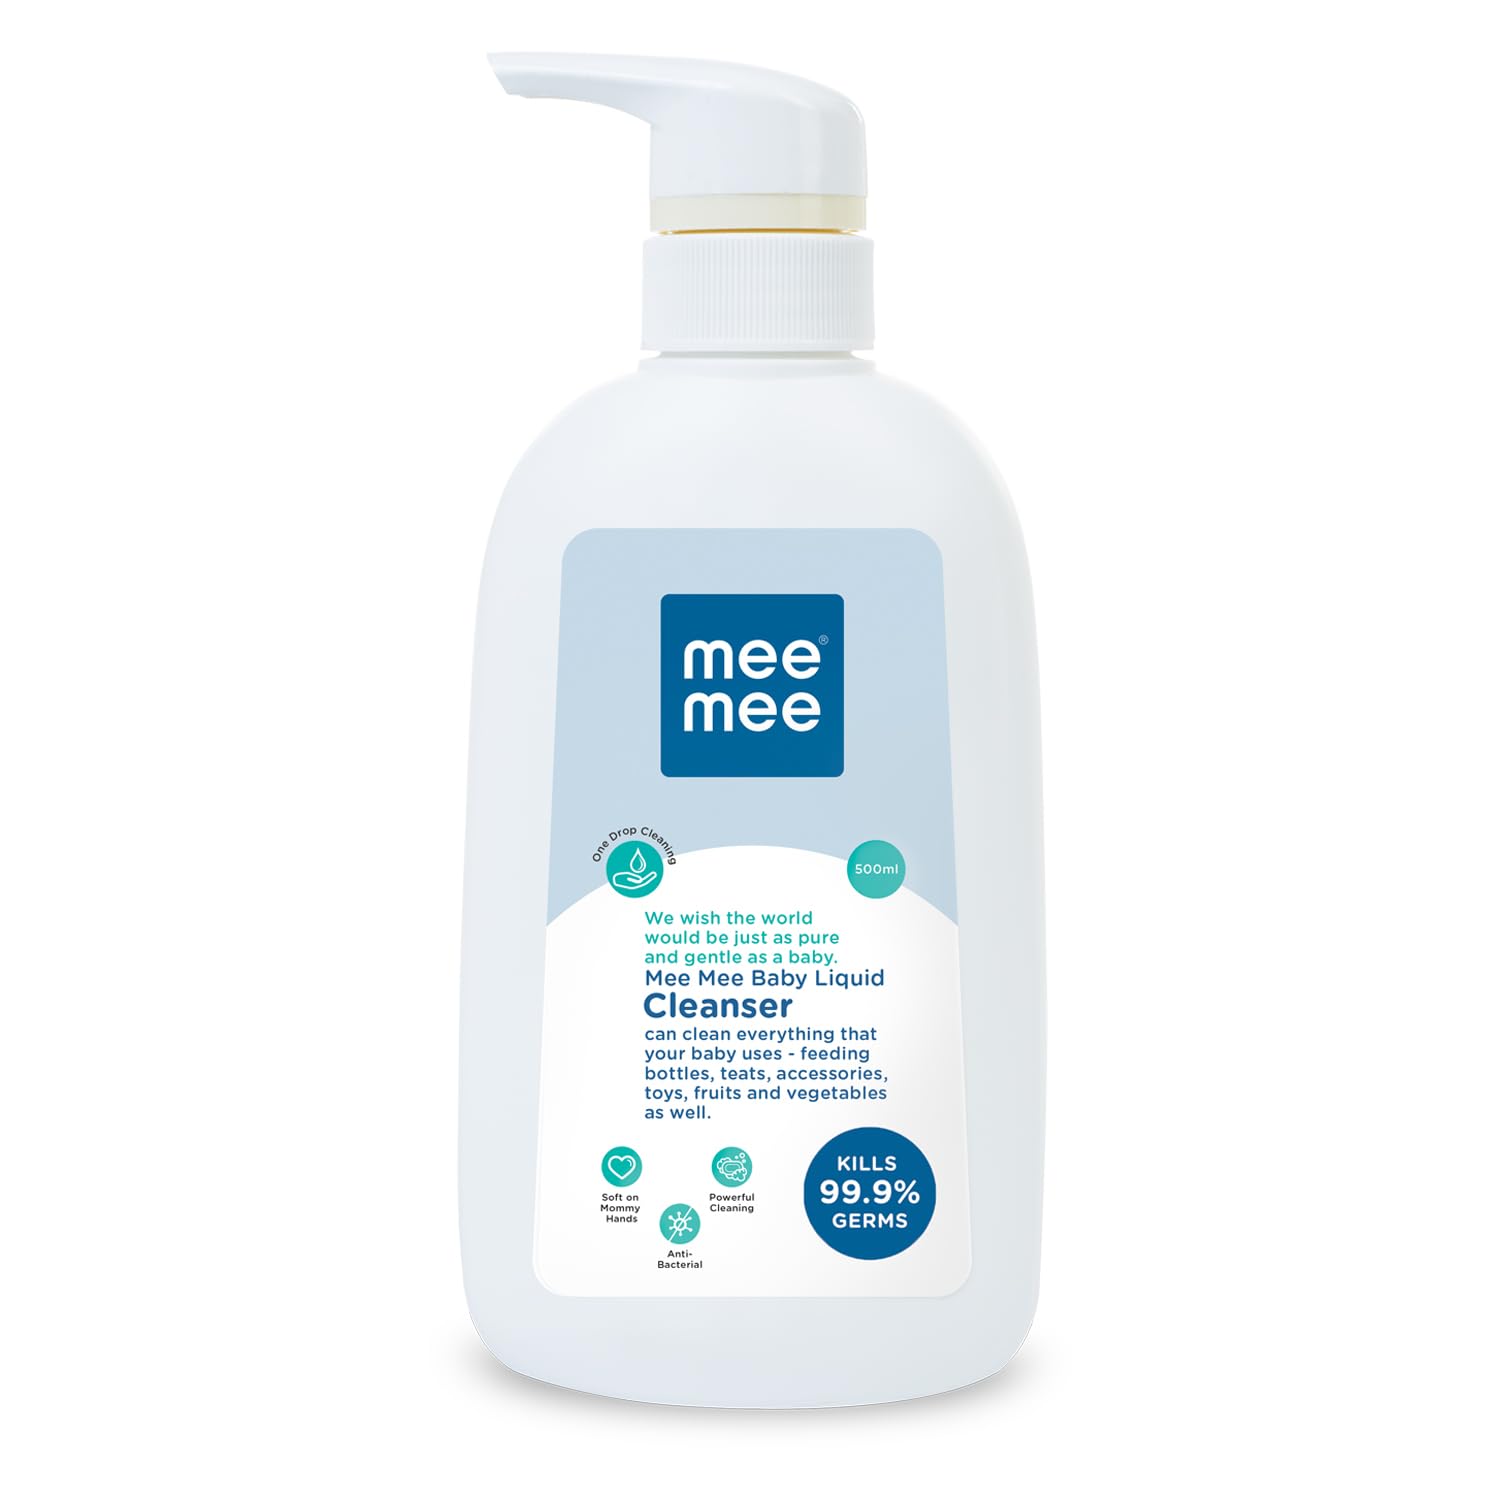 mee®
mee
One Drop Cleaning
500ml
We wish the world
would be just as pure
and gentle as a baby.
Mee Mee Baby Liquid
Cleanser
can clean everything that
your baby uses - feeding
bottles, teats, accessories,
toys, fruits and vegetables
as well.
Soft on
Mommy
Hands
Anti-
Bacterial
Powerful
Cleaning
KILLS
99.9%
GERMS